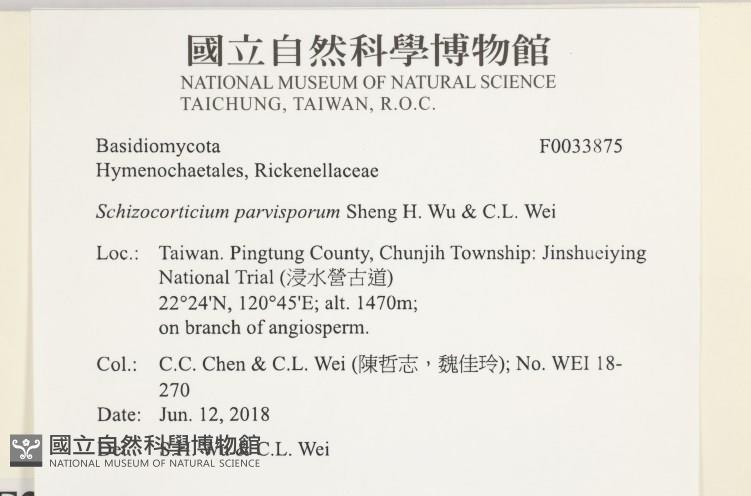 國立自然科學博物館
NATIONAL MUSEUM OF NATURAL SCIENCE
TAICHUNG, TAIWAN, R.O.C.
Basidiomycota F0033875
Hymenochaetales, Rickenellaceae
Schizocorticium parvisporum Sheng H. Wu & C.L. Wei
Loc.: Taiwan. Pingtung County, Chunjih Township: Jinshueiying
National Trial (浸水營古道)
22°24'N, 120°45'E; alt. 1470m;
on branch of angiosperm.
Col.: C.C. Chen & C.L. Wei (陳哲志，魏佳玲); No. WEI 18-
270
Date: Jun. 12, 2018
C.L. Wei
國立自然科學博物館
NATIONAL MUSEUM OF NATURAL SCIENCE